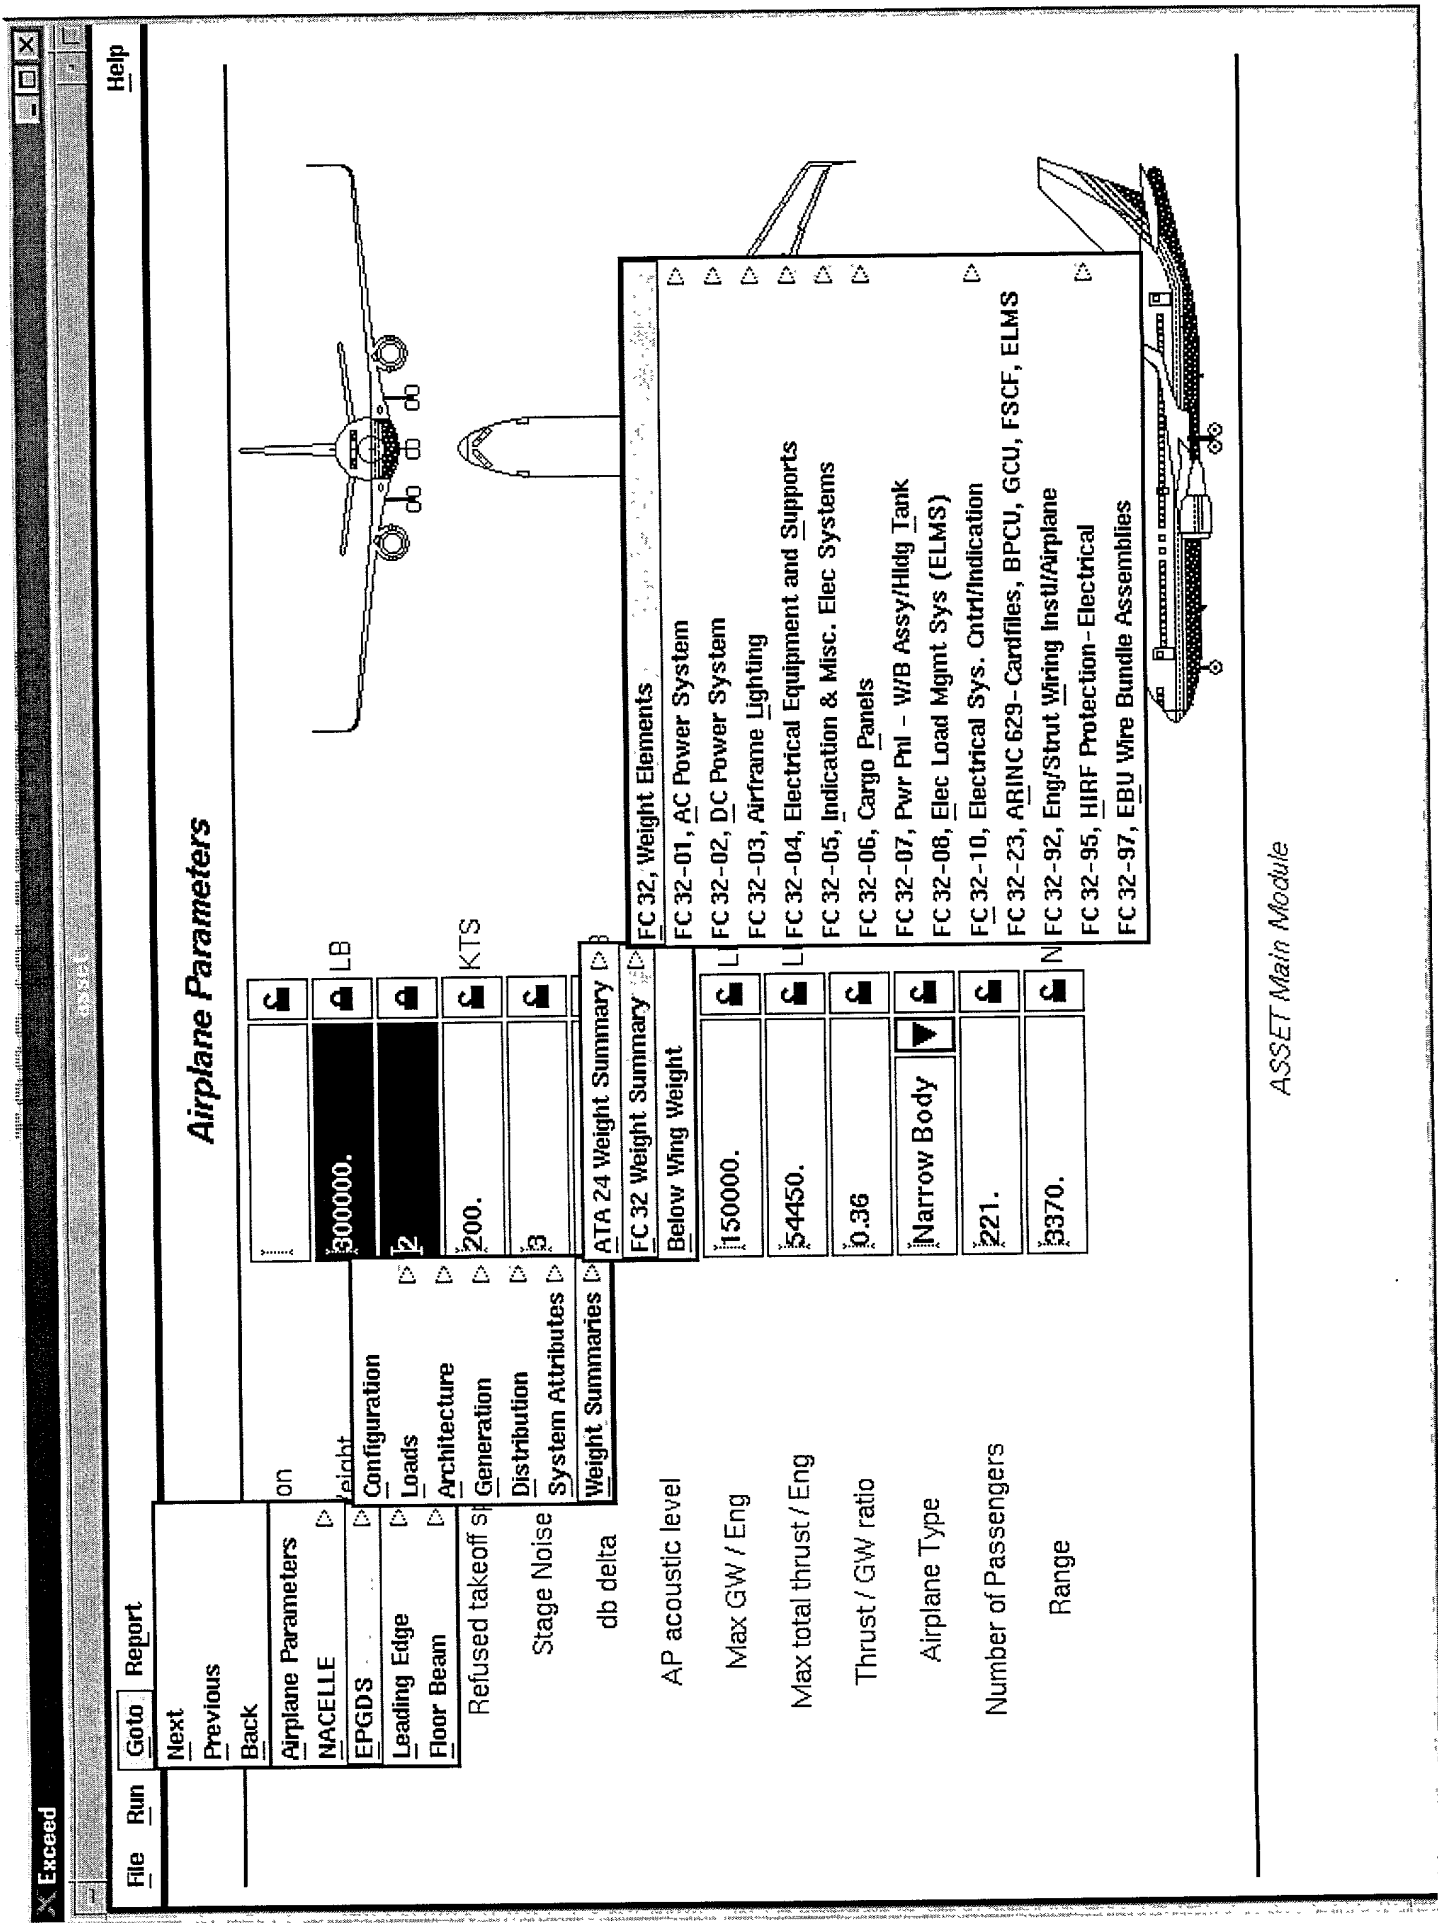 Exceed
asset
File Run Goto Report Help
Next
Previous
Back
Airplane Parameters
NACELLE
EPGDS
Leading Edge
Floor Beam
Configuration
Loads
Architecture
Generation
Distribution
System Attributes
Weight Summaries
ATA 24 Weight Summary
FC 32 Weight Summary
Below Wing Weight
FC 32, Weight Elements
FC 32-01, AC Power System
FC 32-02, DC Power System
FC 32-03, Airframe Lighting
FC 32-04, Electrical Equipment and Supports
FC 32-05, Indication & Misc. Elec Systems
FC 32-06, Cargo Panels
FC 32-07, Pwr Pnl - W/B Assy/Hldg Tank
FC 32-08, Elec Load Mgmt Sys (ELMS)
FC 32-10, Electrical Sys. Cntrl/Indication
FC 32-23, ARINC 629-Cardfiles, BPCU, GCU, FSCF, ELMS
FC 32-92, Eng/Strut Wiring Instl/Airplane
FC 32-95, HIRF Protection-Electrical
FC 32-97, EBU Wire Bundle Assemblies
Airplane Parameters
on
eight 300000. LB
2
Refused takeoff sp 200. KTS
Stage Noise 3
db delta
AP acoustic level
Max GW / Eng 150000. L
Max total thrust / Eng 54450. L
Thrust / GW ratio 0.36
Airplane Type Narrow Body
Number of Passengers 221.
Range 3370. N
ASSET Main Module